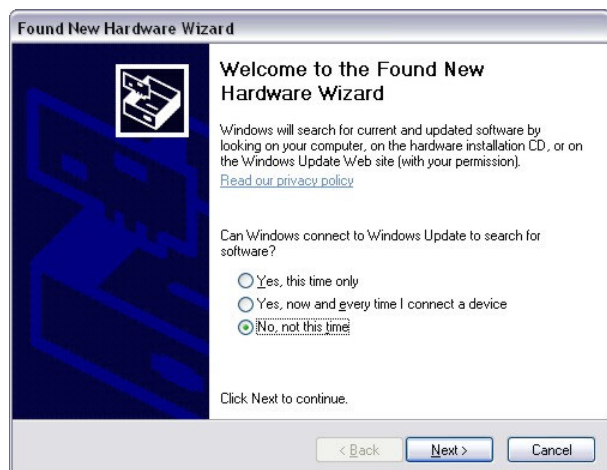 Found New Hardware Wizard
Welcome to the Found New
Hardware Wizard
Windows will search for current and updated software by
looking on your computer, on the hardware installation CD, or on
the Windows Update Web site (with your permission).
Read our privacy policy
Can Windows connect to Windows Update to search for
software?
Yes, this time only
Yes, now and every time I connect a device
No, not this time
Click Next to continue.
< Back
Next >
Cancel